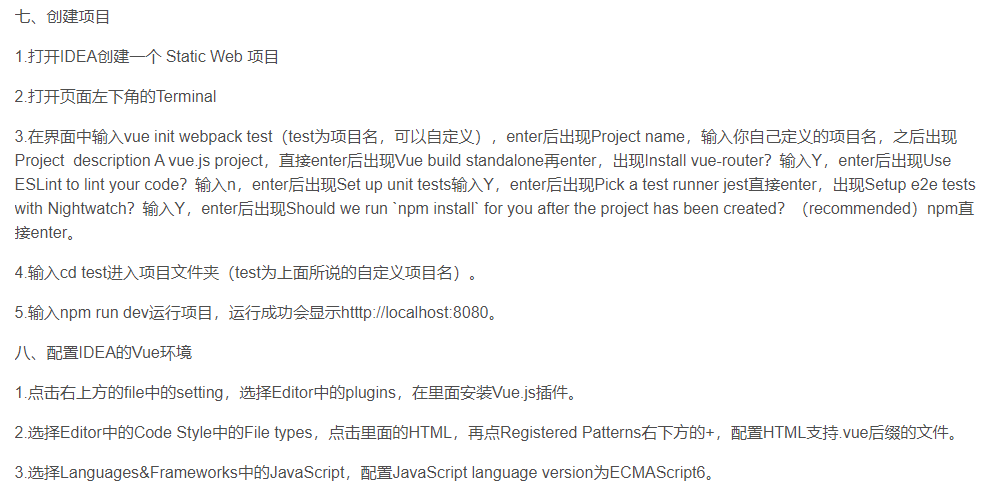 七、创建项目
1.打开IDEA创建一个 Static Web 项目
2.打开页面左下角的Terminal
3.在界面中输入vue init webpack test（test为项目名，可以自定义），enter后出现Project name，输入你自己定义的项目名，之后出现
Project  description A vue.js project，直接enter后出现Vue build standalone再enter，出现Install vue-router？输入Y，enter后出现Use
ESLint to lint your code？输入n，enter后出现Set up unit tests输入Y，enter后出现Pick a test runner jest直接enter，出现Setup e2e tests
with Nightwatch？输入Y，enter后出现Should we run `npm install` for you after the project has been created？（recommended）npm直
接enter。
4.输入cd test进入项目文件夹（test为上面所说的自定义项目名）。
5.输入npm run dev运行项目，运行成功会显示htttp://localhost:8080。
八、配置IDEA的Vue环境
1.点击右上方的file中的setting，选择Editor中的plugins，在里面安装Vue.js插件。
2.选择Editor中的Code Style中的File types，点击里面的HTML，再点Registered Patterns右下方的+，配置HTML支持.vue后缀的文件。
3.选择Languages&Frameworks中的JavaScript，配置JavaScript language version为ECMAScript6。